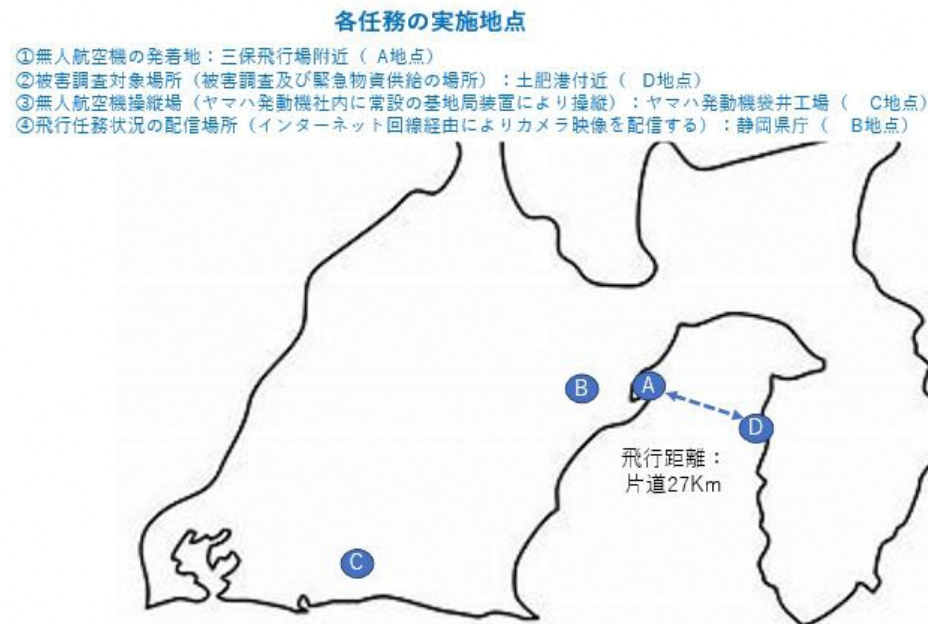 各任務の実施地点
①無人航空機の発着地：三保飛行場附近（ A地点）
②被害調査対象場所（被害調査及び緊急物資供給の場所）：土肥港付近（ D地点）
③無人航空機操縦場（ヤマハ発動機社内に常設の基地局装置により操縦）：ヤマハ発動機袋井工場（ C地点）
④飛行任務状況の配信場所（インターネット回線経由によりカメラ映像を配信する）：静岡県庁（ B地点）
B
A
D
飛行距離：
片道27Km
C